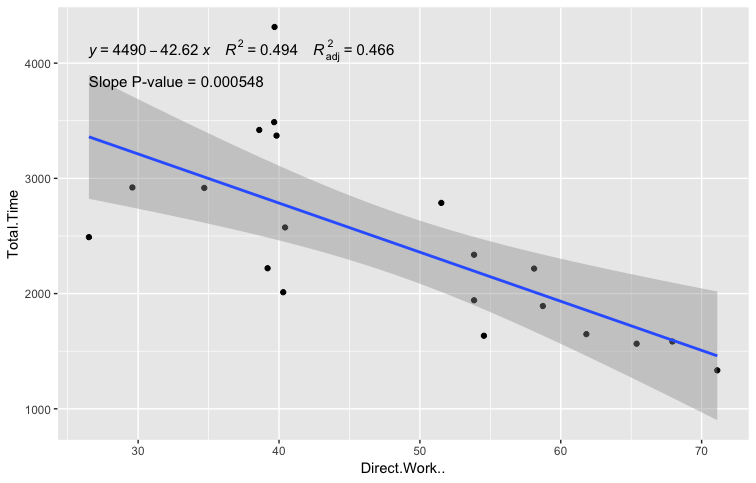 y = 4490 – 42.62 x R² = 0.494 R²adj = 0.466
Slope P-value = 0.000548
Total.Time
4000
3000
2000
1000
30 40 50 60 70
Direct.Work..